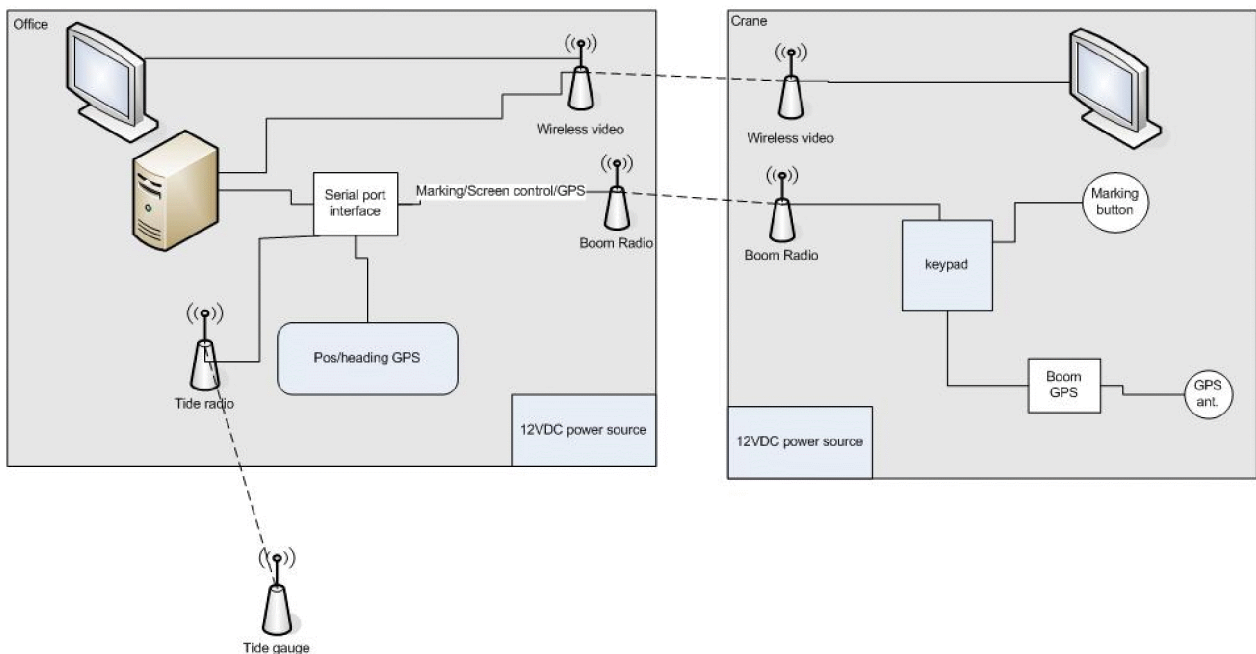 Office
Crane
Wireless video
Wireless video
Serial port
interface
Marking/Screen control/GPS
Boom Radio
Boom Radio
Marking
button
keypad
Pos/heading GPS
Tide radio
Boom
GPS
GPS
ant.
12VDC power source
12VDC power source
Tide gauge